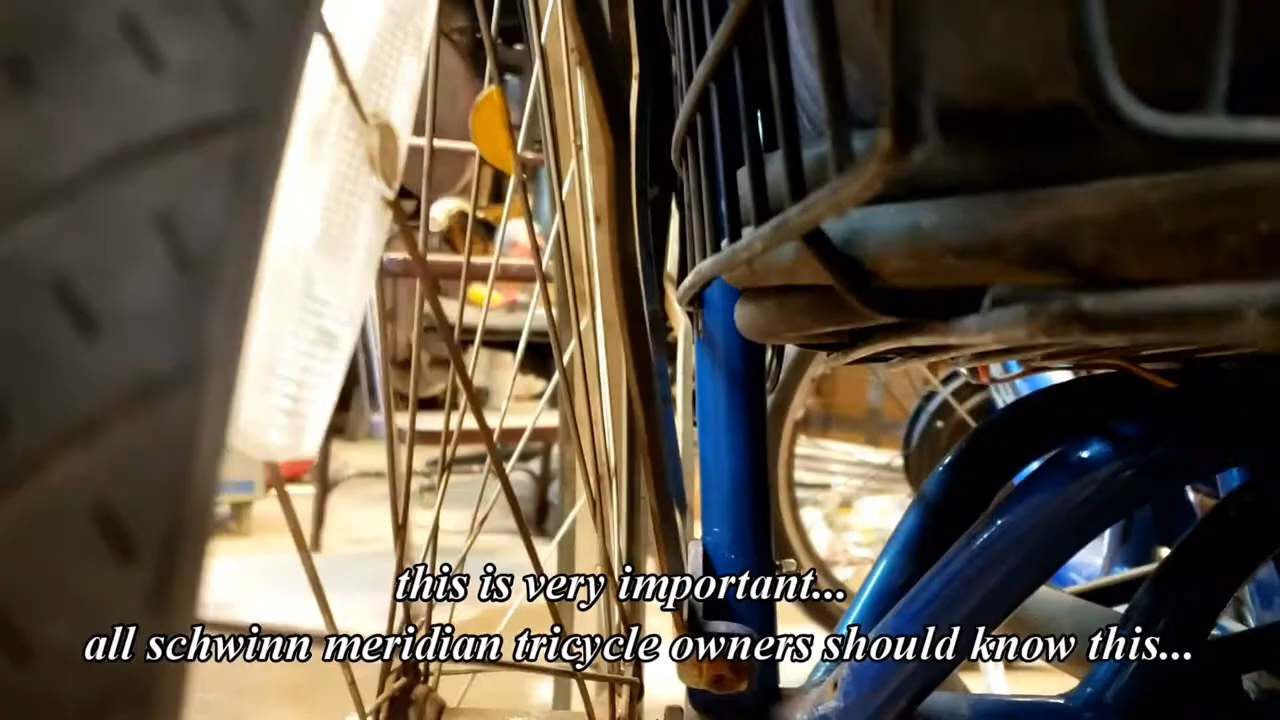 this is very important...
all schwinn meridian tricycle owners should know this...